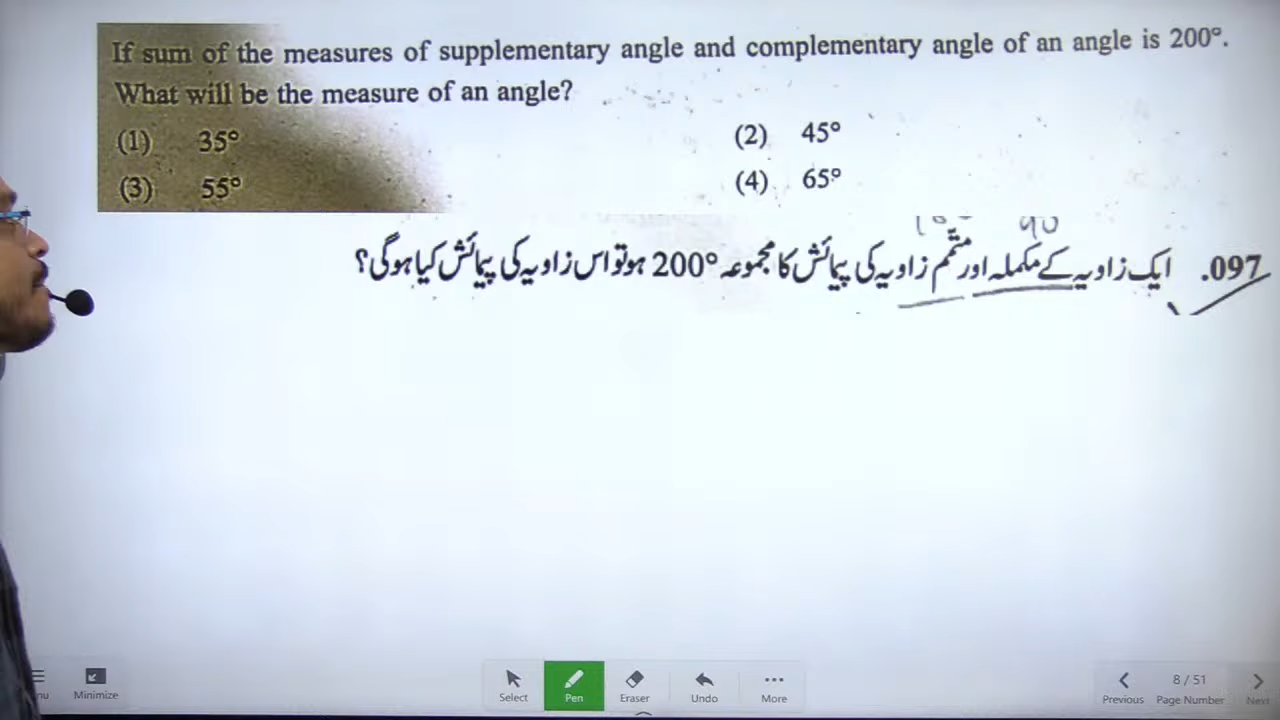 If sum of the measures of supplementary angle and complementary angle of an angle is 200°.
What will be the measure of an angle?
(1) 35° (2) 45°
(3) 55° (4) 65°
90
097. ایک زاویہ کے مکملہ اور متمم زاویہ کی پیمائش کا مجموعہ 200° ہو تو اس زاویہ کی پیمائش کیا ہوگی؟
nu Minimize Select Pen Eraser Undo More Previous 8 / 51 Page Number Next